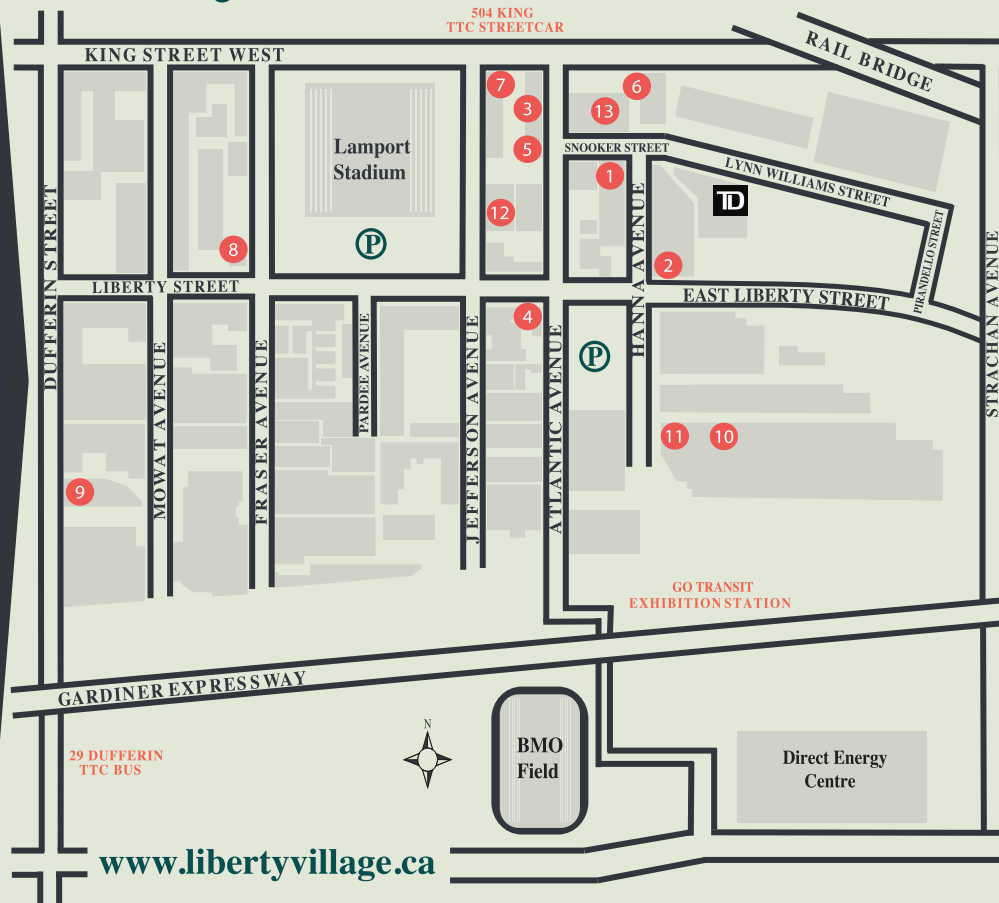 504 KING
TTC STREETCAR
KING STREET WEST
RAIL BRIDGE
7
6
3
13
Lamport
Stadium
5
SNOOKER STREET
LYNN WILLIAMS STREET
1
TD
12
P
8
2
DUFFERIN STREET
HANNA AVENUE
PIRANDELLO STREET
STRACHAN AVENUE
LIBERTY STREET
EAST LIBERTY STREET
4
P
MOWAT AVENUE
FRASER AVENUE
PARDEE AVENUE
JEFFERSON AVENUE
ATLANTIC AVENUE
11
10
9
GO TRANSIT
EXHIBITION STATION
GARDINER EXPRESSWAY
29 DUFFERIN
TTC BUS
N
BMO
Field
Direct Energy
Centre
www.libertyvillage.ca